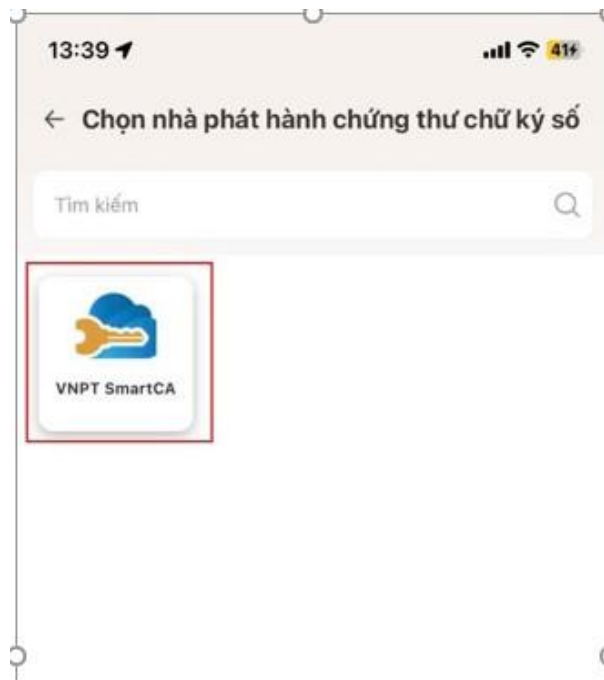 13:39
41
Chọn nhà phát hành chứng thư chữ ký số
Tìm kiếm
VNPT SmartCA